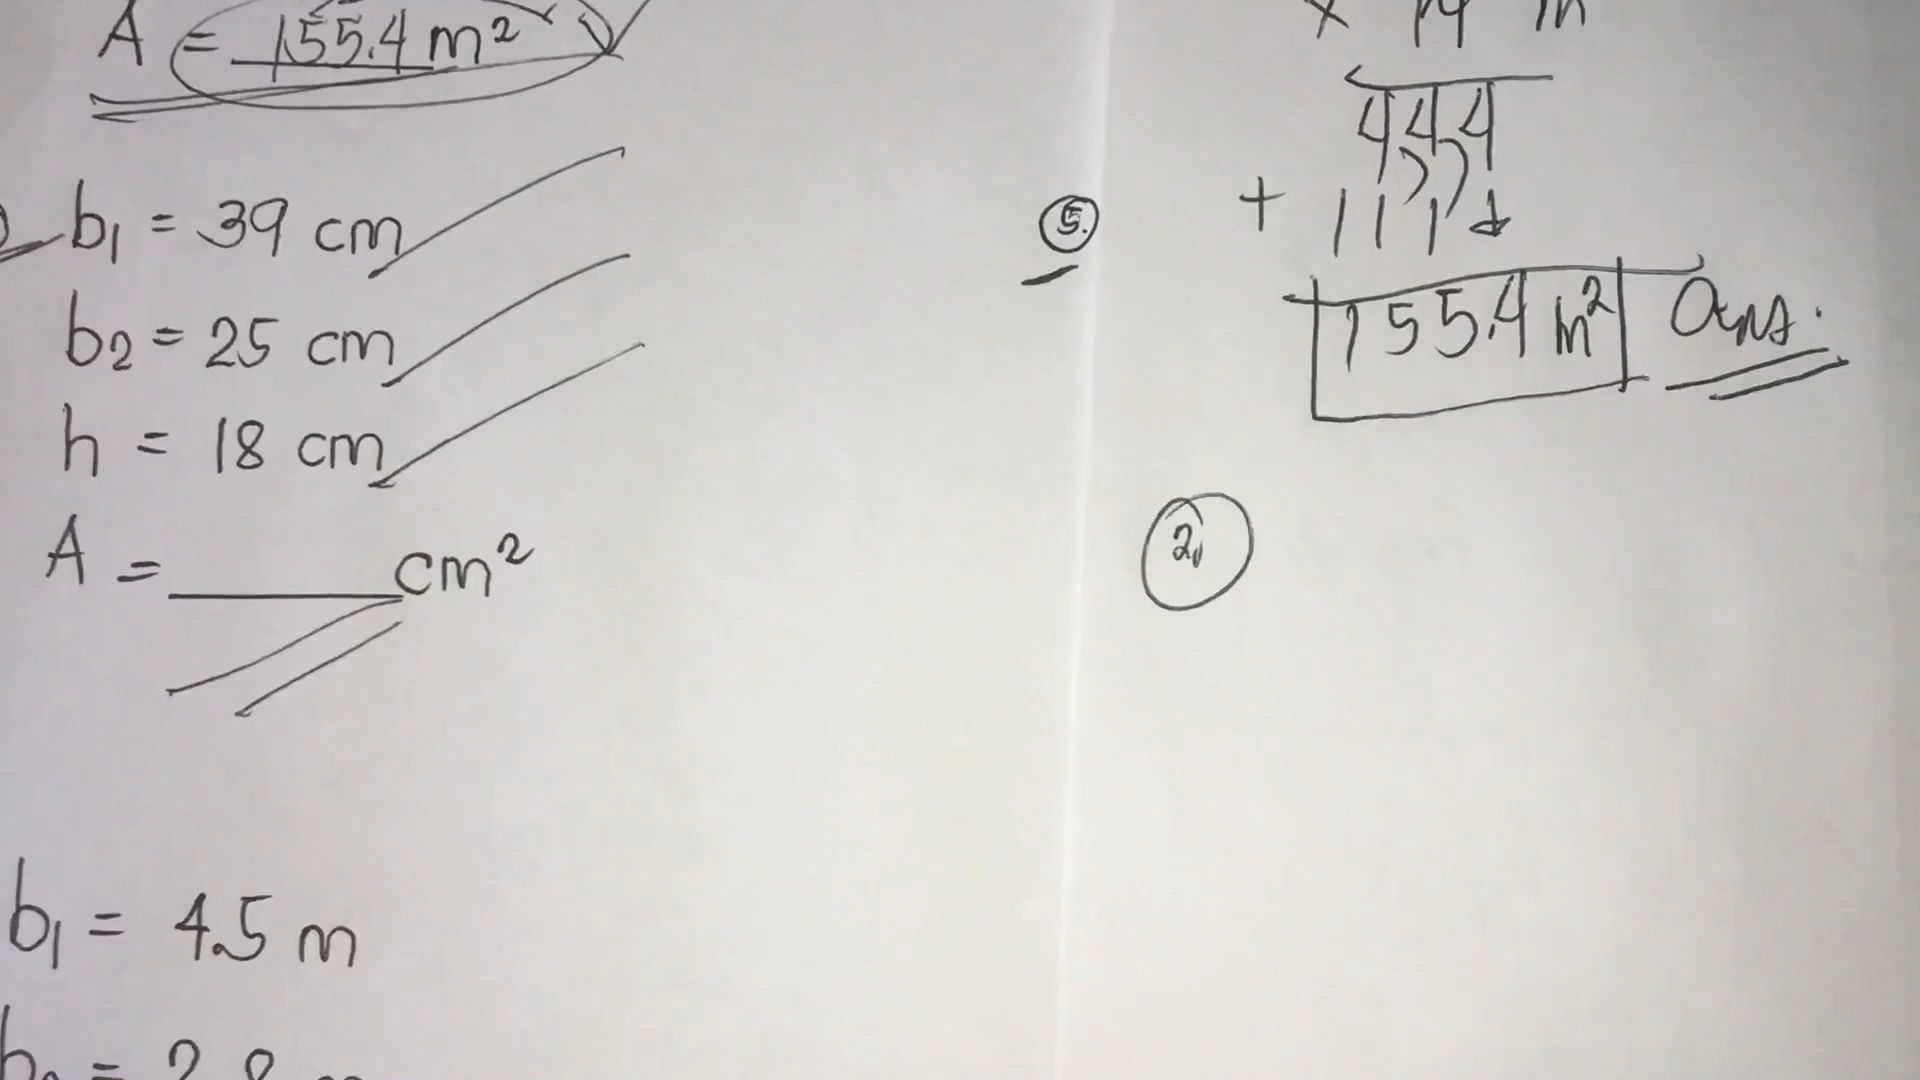 A = 155.4 m²
b₁ = 39 cm
b₂ = 25 cm
h = 18 cm
A = ______ cm²
b₁ = 4.5 m
5.
444
+ 111
155.4 m² Ans.
2.